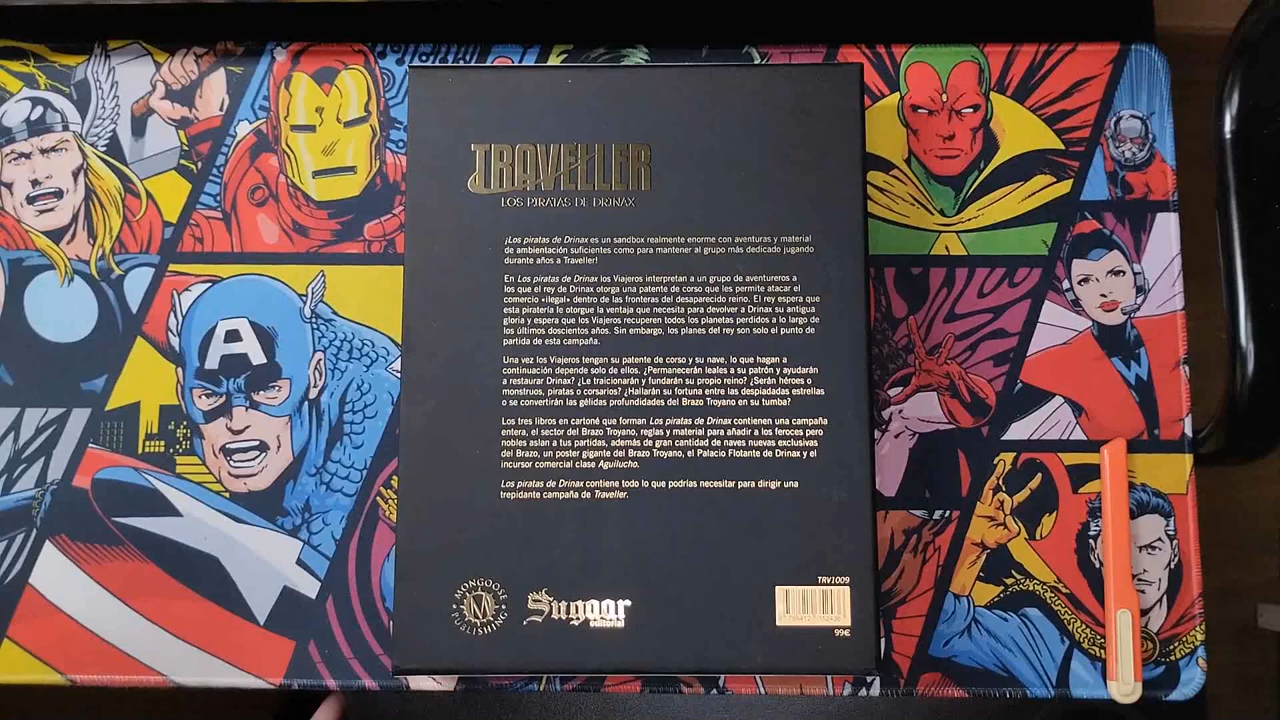 TRAVELLER
LOS PIRATAS DE DRINAX
¡Los piratas de Drinax es un sandbox realmente enorme con aventuras y material
de ambientación suficientes como para mantener al grupo más dedicado jugando
durante años a Traveller!
En Los piratas de Drinax los Viajeros interpretan a un grupo de aventureros a
los que el rey de Drinax otorga una patente de corso que les permite atacar el
comercio «ilegal» dentro de las fronteras del desaparecido reino. El rey espera que
esta piratería le otorgue la ventaja que necesita para devolver a Drinax su antigua
gloria y espera que los Viajeros recuperen todos los planetas perdidos a lo largo de
los últimos doscientos años. Sin embargo, los planes del rey son solo el punto de
partida de esta campaña.
Una vez los Viajeros tengan su patente de corso y su nave, lo que hagan a
continuación depende solo de ellos. ¿Permanecerán leales a su patrón y ayudarán
a restaurar Drinax? ¿Le traicionarán y fundarán su propio reino? ¿Serán héroes o
monstruos, piratas o corsarios? ¿Hallarán su fortuna entre las despiadadas estrellas
o se convertirán las gélidas profundidades del Brazo Troyano en su tumba?
Los tres libros en cartoné que forman Los piratas de Drinax contienen una campaña
entera, el sector del Brazo Troyano, reglas y material para añadir a los feroces pero
nobles aslan a tus partidas, además de gran cantidad de naves nuevas exclusivas
del Brazo, un poster gigante del Brazo Troyano, el Palacio Flotante de Drinax y el
incursor comercial clase Aguilucho.
Los piratas de Drinax contiene todo lo que podrías necesitar para dirigir una
trepidante campaña de Traveller.
MONGOOSE
M
PUBLISHING
Sugaar
editorial
TRV1009
99€
A